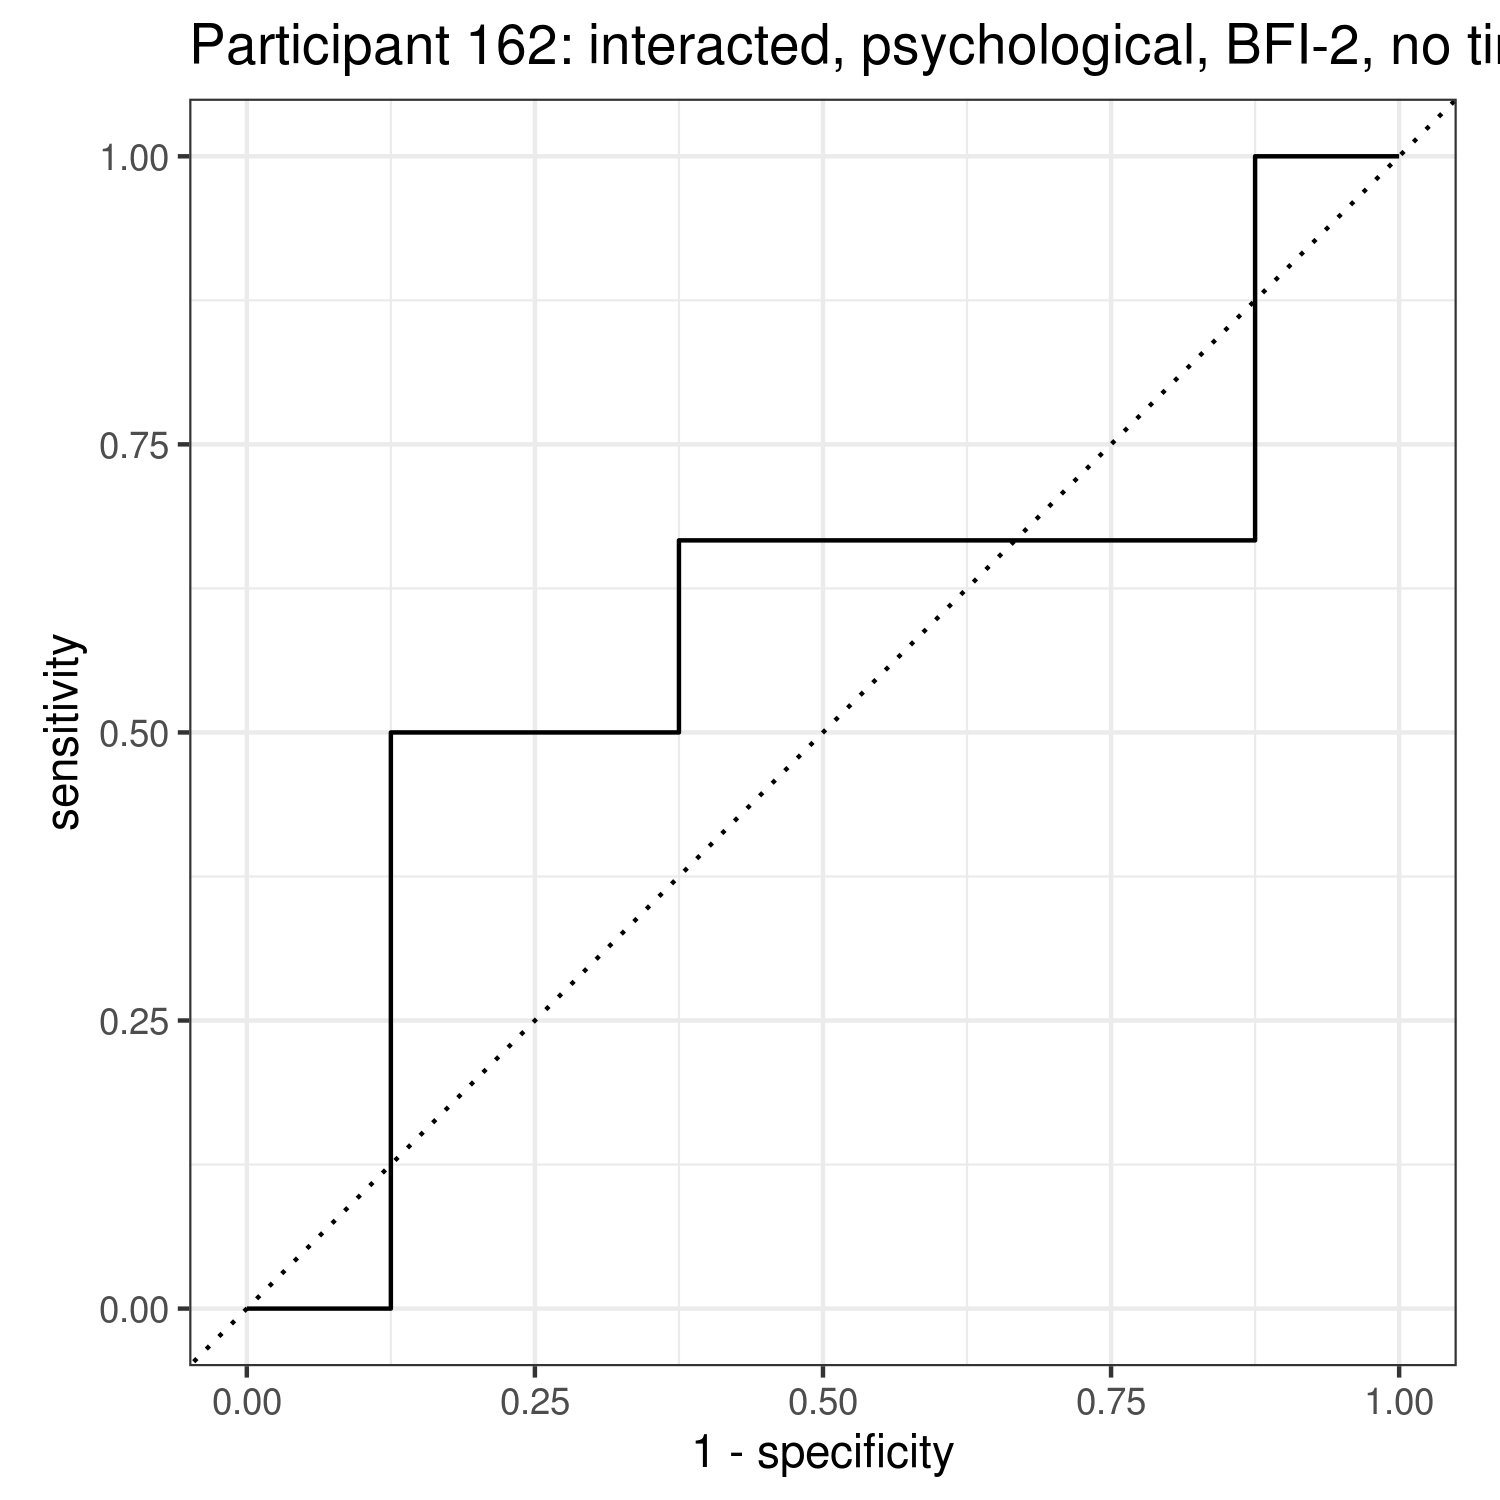 Participant 162: interacted, psychological, BFI-2, no
1.00
0.75
0.50
0.25
0.00
sensitivity
0.00 0.25 0.50 0.75 1.00
1 - specificity